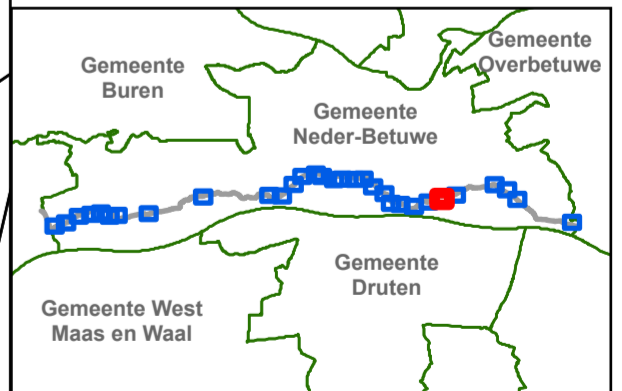 Gemeente
Overbetuwe
Gemeente
Buren
Gemeente
Neder-Betuwe
Gemeente
Druten
Gemeente West
Maas en Waal